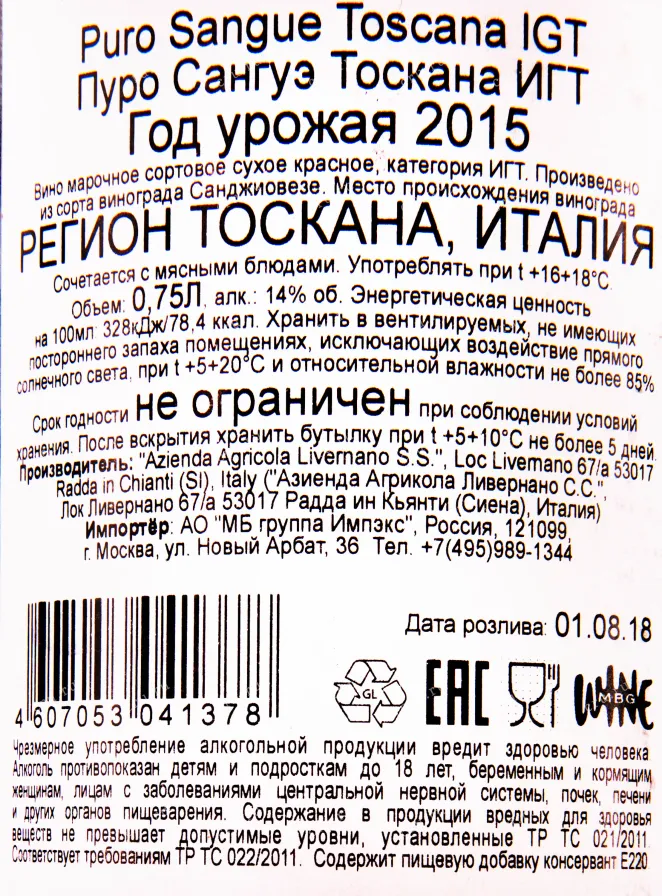 Puro Sangue Toscana IGT
Пуро Сангуэ Тоскана ИГТ
Год урожая 2015
Вино марочное сортовое сухое красное, категория ИГТ. Произведено
из сорта винограда Санджиовезе. Место происхождения винограда
РЕГИОН ТОСКАНА, ИТАЛИЯ
Сочетается с мясными блюдами. Употреблять при t +16+18°C.
Объем: 0,75Л, алк.: 14% об. Энергетическая ценность
на 100мл: 328кДж/78,4 ккал. Хранить в вентилируемых, не имеющих
постороннего запаха помещениях, исключающих воздействие прямого
солнечного света, при t +5+20°C и относительной влажности не более 85%
Срок годности не ограничен при соблюдении условий
хранения. После вскрытия хранить бутылку при t +5+10°C не более 5 дней.
Производитель: "Azienda Agricola Livernano S.S.", Loc Livernano 67/a 53017
Radda in Chianti (SI), Italy ("Азиенда Агрикола Ливернано С.С.",
Лок Ливернано 67/а 53017 Радда ин Кьянти (Сиена), Италия)
Импортёр: АО "МБ группа Импэкс", Россия, 121099,
г. Москва, ул. Новый Арбат, 36 Тел. +7(495)989-1344
Дата розлива: 01.08.18
GL
EAC
WINE
MBG
4 607053 041378
Чрезмерное употребление алкогольной продукции вредит здоровью человека
Алкоголь противопоказан детям и подросткам до 18 лет, беременным и кормящим
женщинам, лицам с заболеваниями центральной нервной системы, почек, печени
и других органов пищеварения. Содержание в продукции вредных для здоровья
веществ не превышает допустимые уровни, установленные ТР ТС 021/2011.
Соответствует требованиям ТР ТС 022/2011. Содержит пищевую добавку консервант Е220